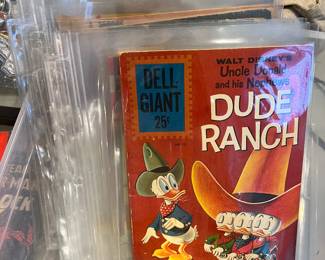 DELL
GIANT
25¢
WALT DISNEY'S
Uncle Donald
and his Nephews
DUDE
RANCH